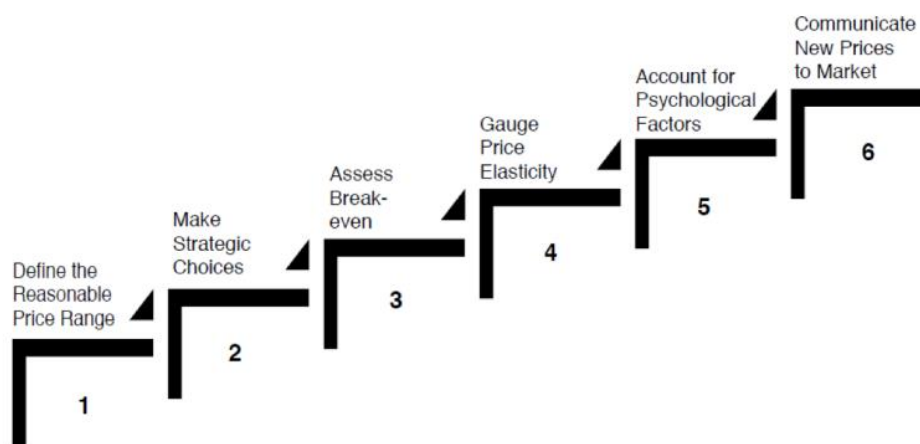 Define the
Reasonable
Price Range
1
Make
Strategic
Choices
2
Assess
Break-
even
3
Gauge
Price
Elasticity
4
Account for
Psychological
Factors
5
Communicate
New Prices
to Market
6